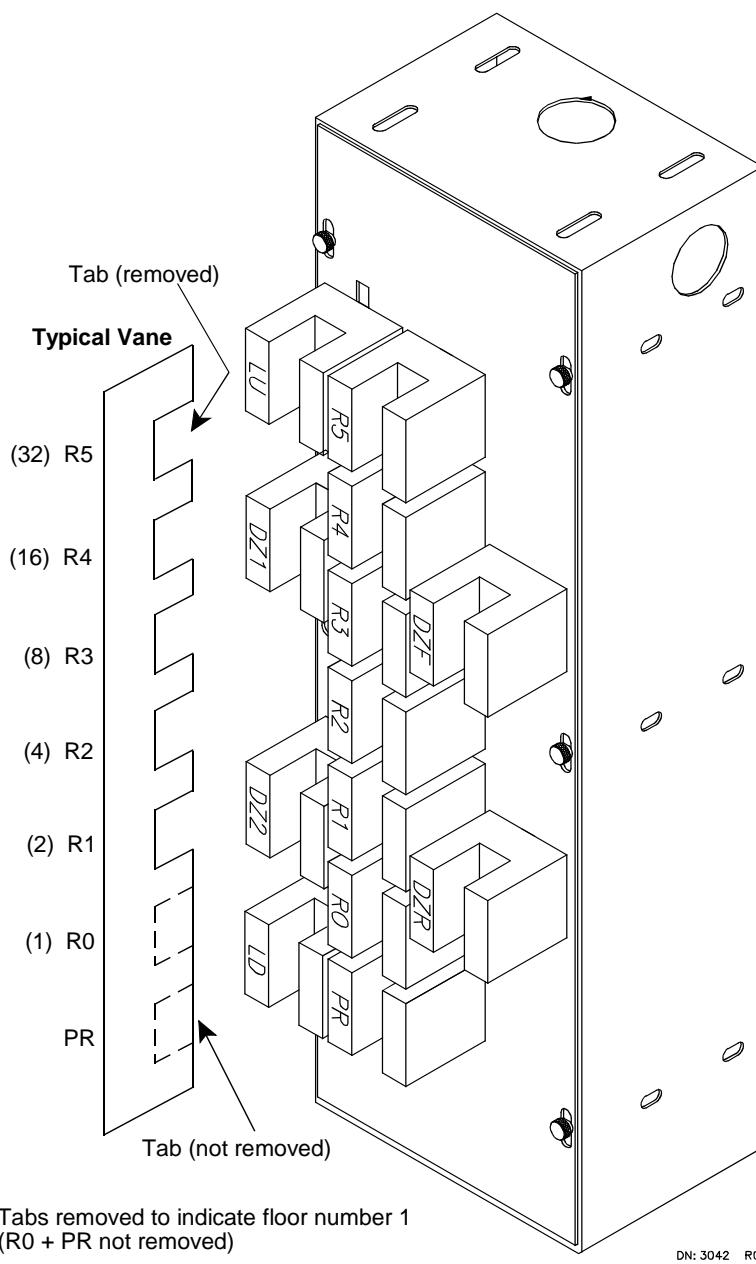 Tab (removed)
Typical Vane
(32) R5
(16) R4
(8) R3
(4) R2
(2) R1
(1) R0
PR
Tab (not removed)
LU
R5
R4
DZ1
R3
DZF
R2
R1
DZ2
R0
DZR
LD
PR
Tabs removed to indicate floor number 1
(R0 + PR not removed)
DN: 3042 R0